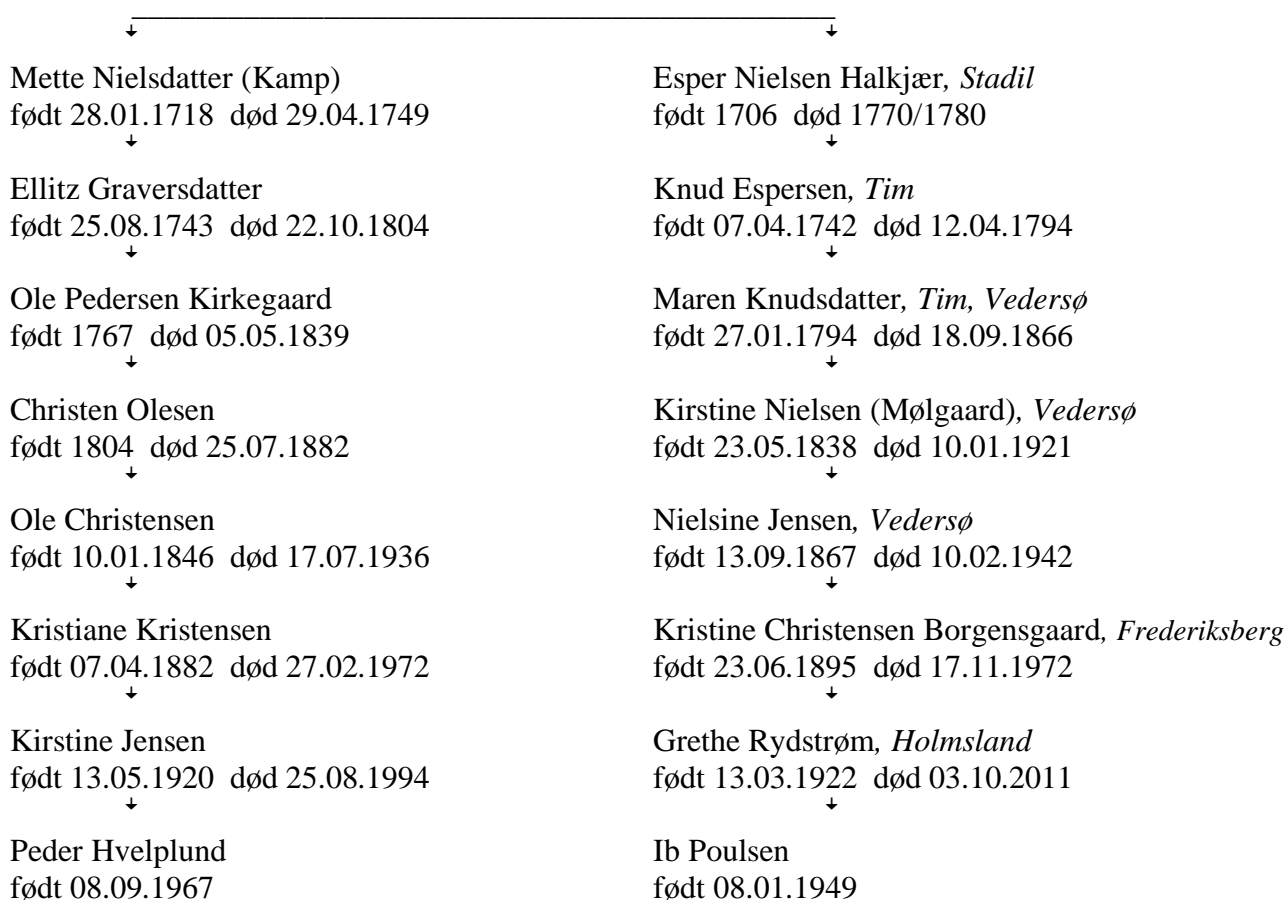 Mette Nielsdatter (Kamp)
født 28.01.1718 død 29.04.1749
Ellitz Graversdatter
født 25.08.1743 død 22.10.1804
Ole Pedersen Kirkegaard
født 1767 død 05.05.1839
Christen Olesen
født 1804 død 25.07.1882
Ole Christensen
født 10.01.1846 død 17.07.1936
Kristiane Kristensen
født 07.04.1882 død 27.02.1972
Kirstine Jensen
født 13.05.1920 død 25.08.1994
Peder Hvelplund
født 08.09.1967
Esper Nielsen Halkjær, Stadil
født 1706 død 1770/1780
Knud Espersen, Tim
født 07.04.1742 død 12.04.1794
Maren Knudsdatter, Tim, Vedersø
født 27.01.1794 død 18.09.1866
Kirstine Nielsen (Mølgaard), Vedersø
født 23.05.1838 død 10.01.1921
Nielsine Jensen, Vedersø
født 13.09.1867 død 10.02.1942
Kristine Christensen Borgensgaard, Frederiksberg
født 23.06.1895 død 17.11.1972
Grethe Rydstrøm, Holmsland
født 13.03.1922 død 03.10.2011
Ib Poulsen
født 08.01.1949